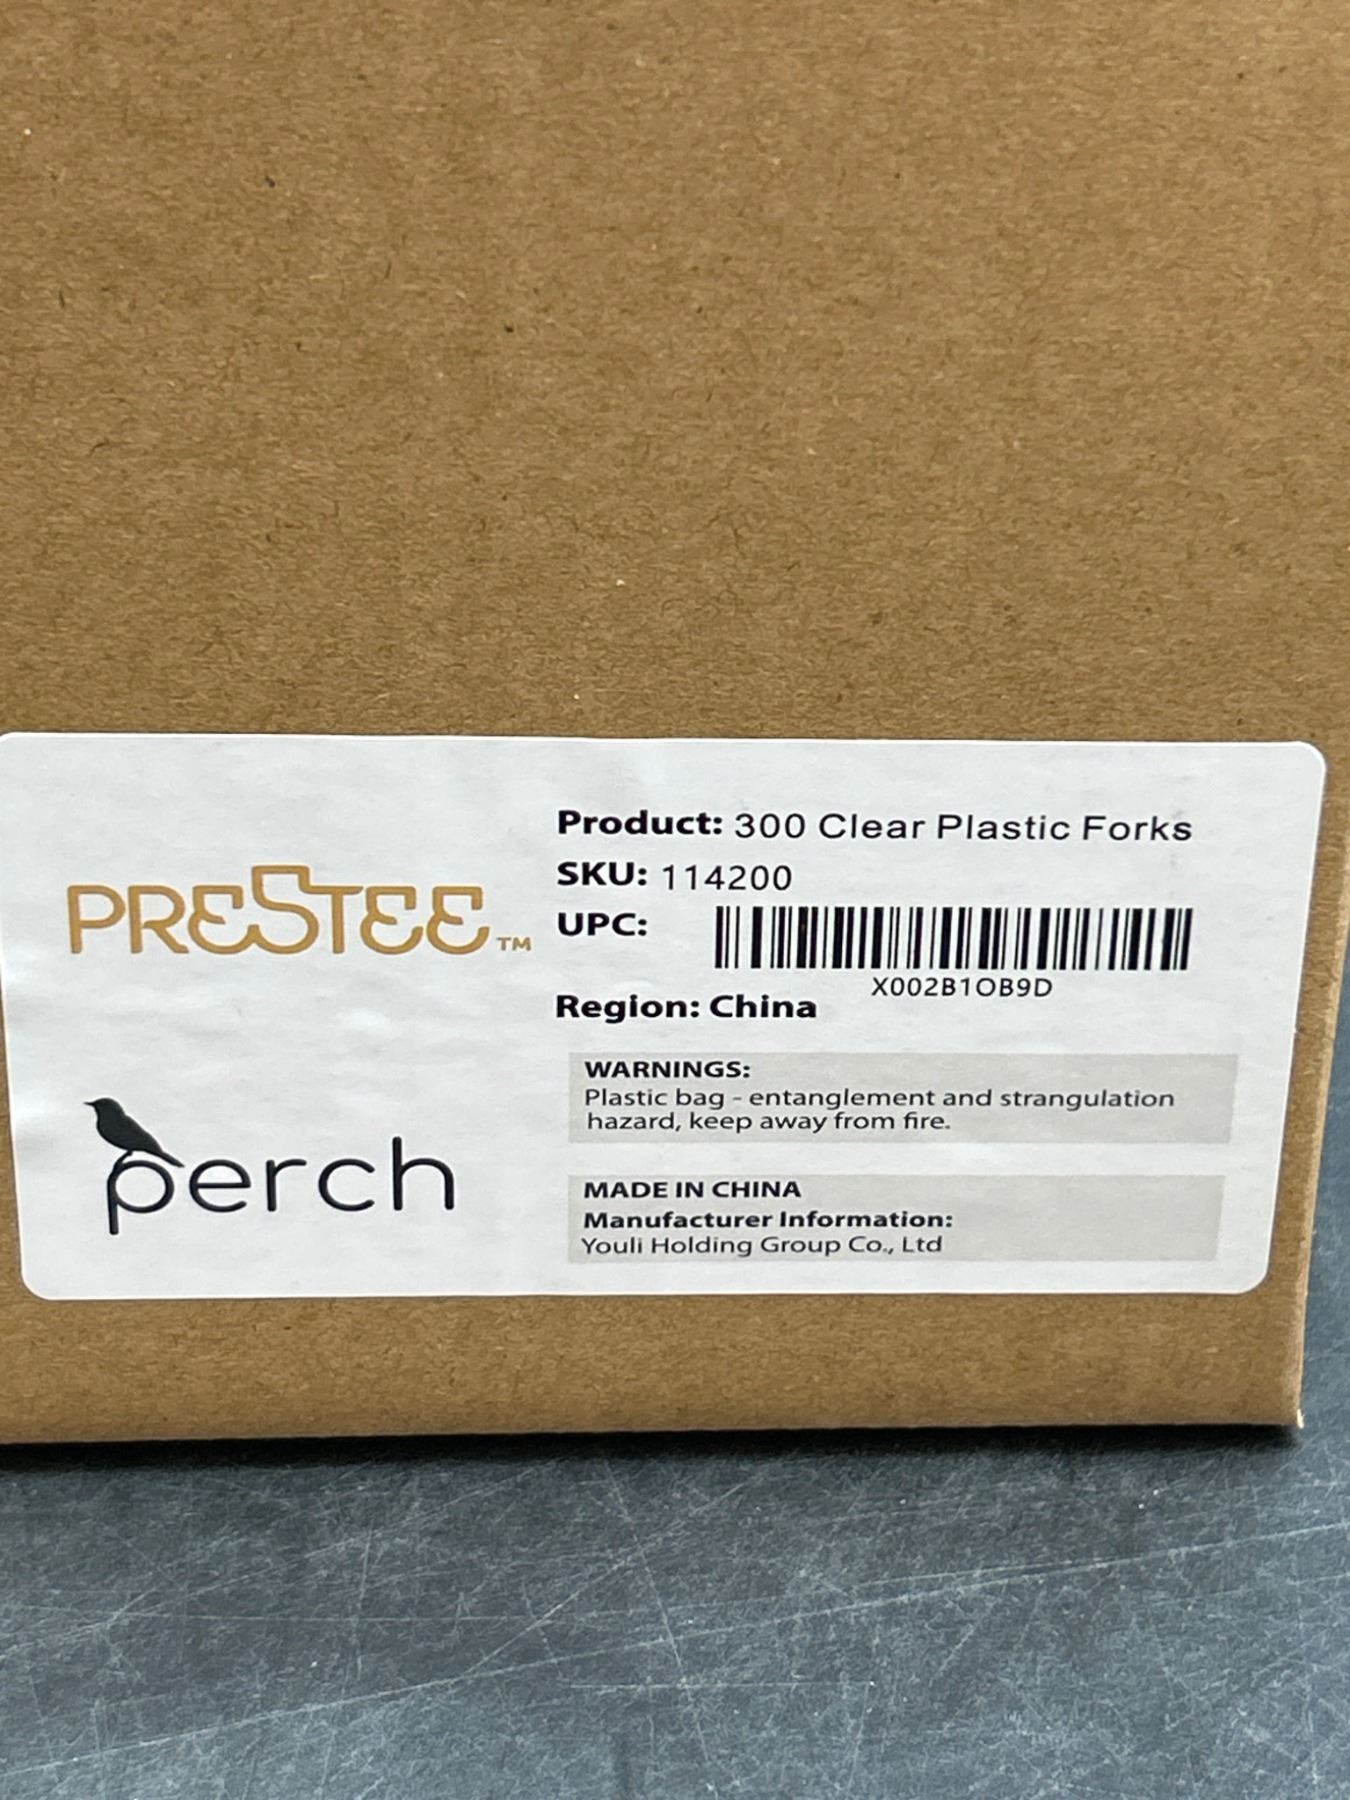 PRESTEE™
perch
Product: 300 Clear Plastic Forks
SKU: 114200
UPC:
X002B1OB9D
Region: China
WARNINGS:
Plastic bag - entanglement and strangulation
hazard, keep away from fire.
MADE IN CHINA
Manufacturer Information:
Youli Holding Group Co., Ltd